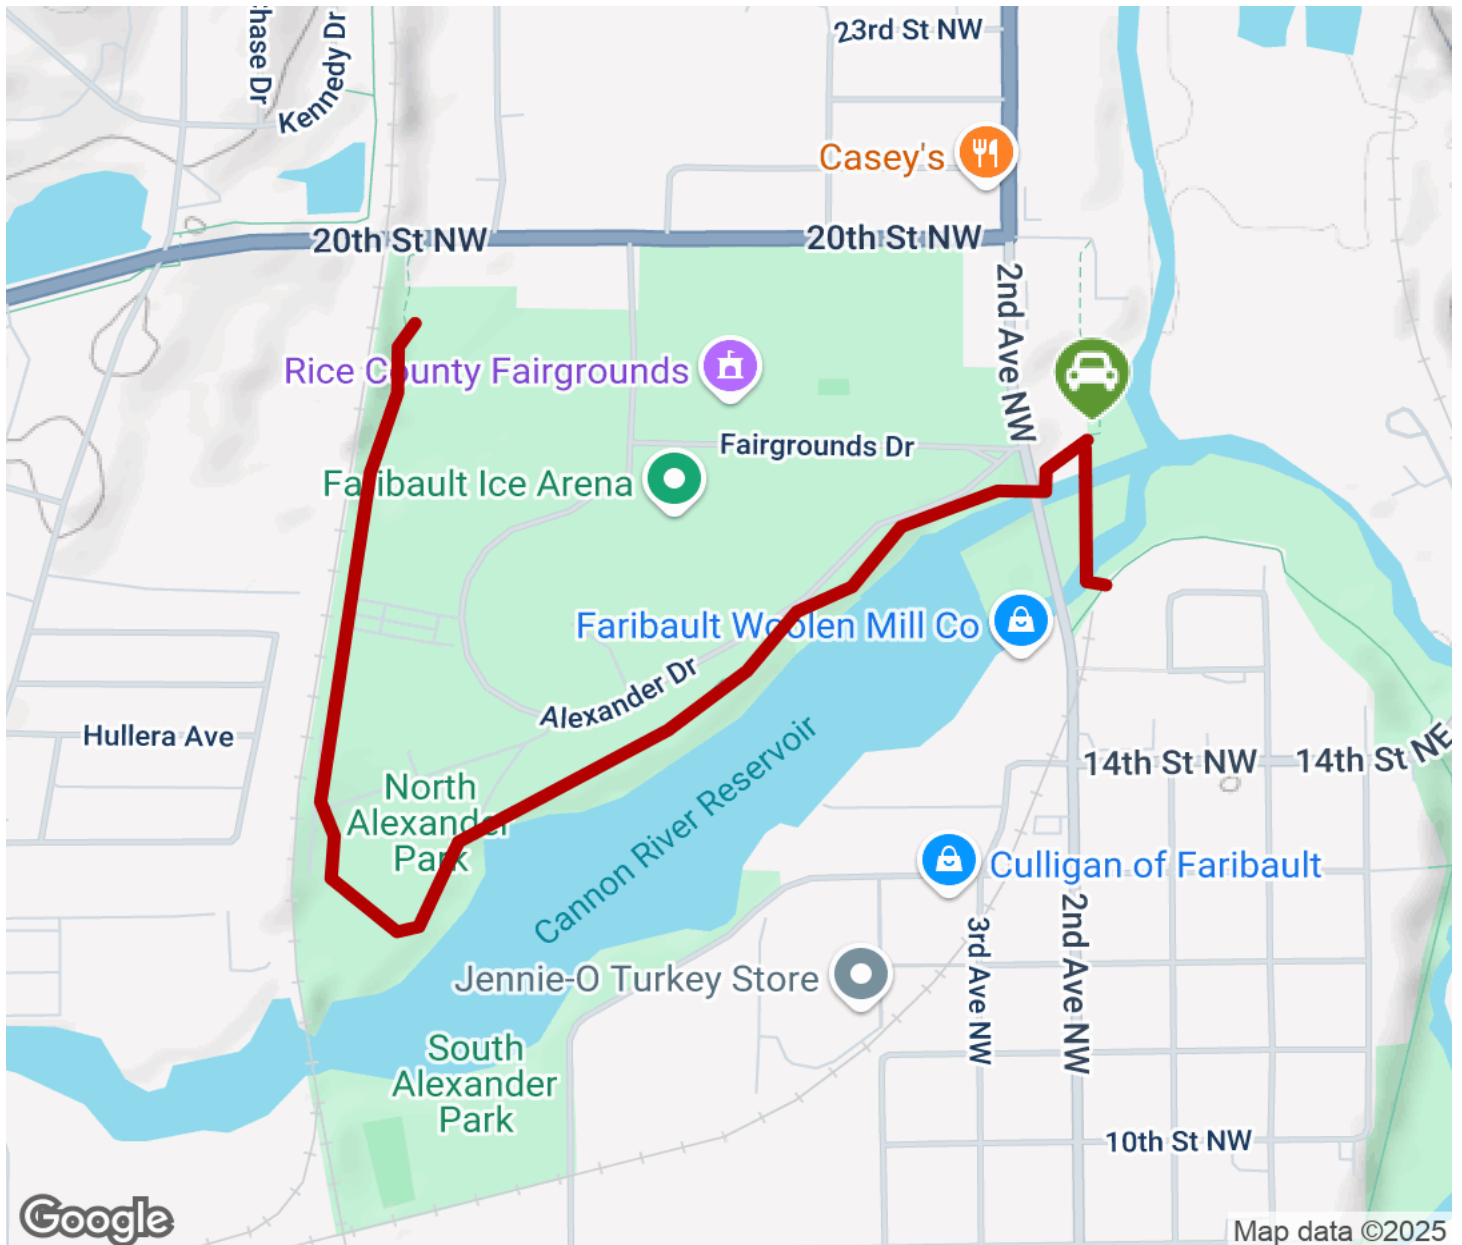 23rd St NW
hase Dr
Kennedy Dr
Casey's
20th St NW
20th St NW
2nd Ave NW
Rice County Fairgrounds
Fairgrounds Dr
Faribault Ice Arena
Faribault Woolen Mill Co
Alexander Dr
Hullera Ave
Cannon River Reservoir
14th St NW
14th St NE
North
Alexander
Park
Culligan of Faribault
2nd Ave NW
3rd Ave NW
Jennie-O Turkey Store
South
Alexander
Park
10th St NW
Google
Map data ©2025